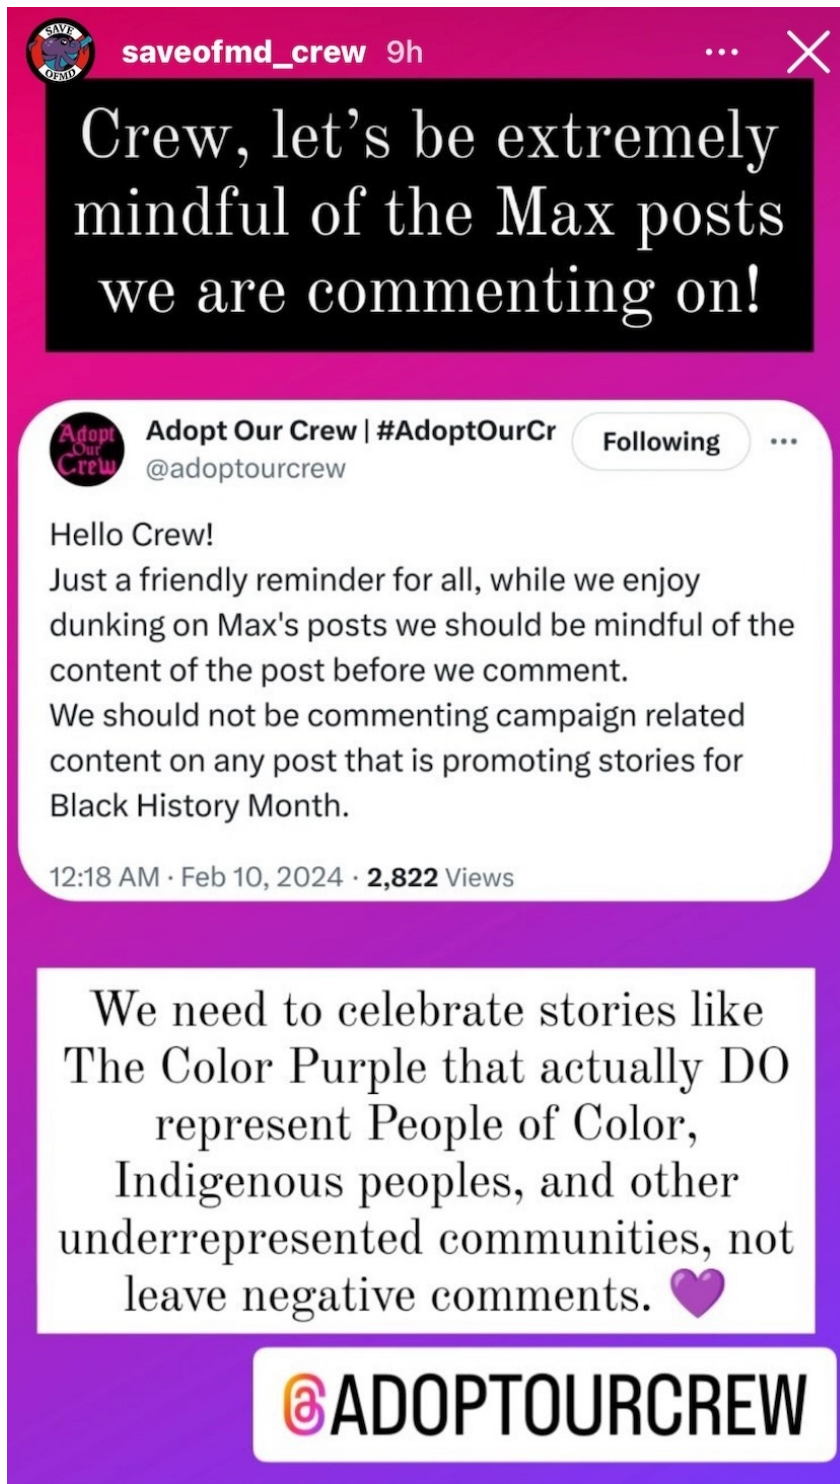 SAVE
OFMD
saveofmd_crew 9h
Crew, let’s be extremely
mindful of the Max posts
we are commenting on!
Adopt
Our
Crew
Adopt Our Crew | #AdoptOurCr
Following
@adoptourcrew
Hello Crew!
Just a friendly reminder for all, while we enjoy
dunking on Max's posts we should be mindful of the
content of the post before we comment.
We should not be commenting campaign related
content on any post that is promoting stories for
Black History Month.
12:18 AM · Feb 10, 2024 · 2,822 Views
We need to celebrate stories like
The Color Purple that actually DO
represent People of Color,
Indigenous peoples, and other
underrepresented communities, not
leave negative comments. 💜
@ADOPTOURCREW